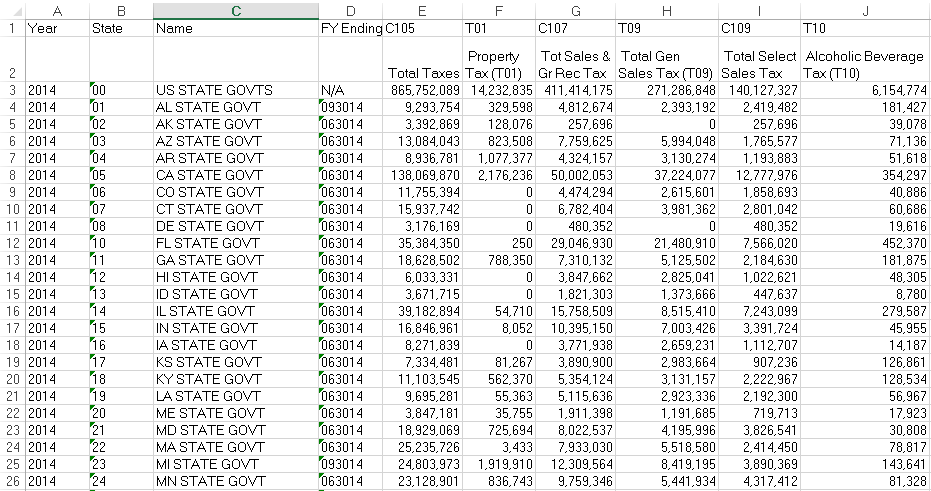 A B C D E F G H I J
1 Year State Name FY Ending C105 T01 C107 T09 C109 T10
Property Tot Sales & Total Gen Total Select Alcoholic Beverage
2 Total Taxes Tax (T01) Gr Rec Tax Sales Tax (T09) Sales Tax Tax (T10)
3 2014 00 US STATE GOVTS N/A 865,752,089 14,232,835 411,414,175 271,286,848 140,127,327 6,154,774
4 2014 01 AL STATE GOVT 093014 9,293,754 329,598 4,812,674 2,393,192 2,419,482 181,427
5 2014 02 AK STATE GOVT 063014 3,392,869 128,076 257,696 0 257,696 39,078
6 2014 03 AZ STATE GOVT 063014 13,084,043 823,508 7,759,625 5,994,048 1,765,577 71,136
7 2014 04 AR STATE GOVT 063014 8,936,781 1,077,377 4,324,157 3,130,274 1,193,883 51,618
8 2014 05 CA STATE GOVT 063014 138,069,870 2,176,236 50,002,053 37,224,077 12,777,976 354,297
9 2014 06 CO STATE GOVT 063014 11,755,394 0 4,474,294 2,615,601 1,858,693 40,886
10 2014 07 CT STATE GOVT 063014 15,937,742 0 6,782,404 3,981,362 2,801,042 60,686
11 2014 08 DE STATE GOVT 063014 3,176,169 0 480,352 0 480,352 19,616
12 2014 10 FL STATE GOVT 063014 35,384,350 250 29,046,930 21,480,910 7,566,020 452,370
13 2014 11 GA STATE GOVT 063014 18,628,502 788,350 7,310,132 5,125,502 2,184,630 181,875
14 2014 12 HI STATE GOVT 063014 6,033,331 0 3,847,662 2,825,041 1,022,621 48,305
15 2014 13 ID STATE GOVT 063014 3,671,715 0 1,821,303 1,373,666 447,637 8,780
16 2014 14 IL STATE GOVT 063014 39,182,894 54,710 15,758,509 8,515,410 7,243,099 279,587
17 2014 15 IN STATE GOVT 063014 16,846,961 8,052 10,395,150 7,003,426 3,391,724 45,955
18 2014 16 IA STATE GOVT 063014 8,271,839 0 3,771,938 2,659,231 1,112,707 14,187
19 2014 17 KS STATE GOVT 063014 7,334,481 81,267 3,890,900 2,983,664 907,236 126,861
20 2014 18 KY STATE GOVT 063014 11,103,545 562,370 5,354,124 3,131,157 2,222,967 128,534
21 2014 19 LA STATE GOVT 063014 9,695,281 55,363 5,115,636 2,923,336 2,192,300 56,967
22 2014 20 ME STATE GOVT 063014 3,847,181 35,755 1,911,398 1,191,685 719,713 17,923
23 2014 21 MD STATE GOVT 063014 18,929,069 725,694 8,022,537 4,195,996 3,826,541 30,808
24 2014 22 MA STATE GOVT 063014 25,235,726 3,433 7,933,030 5,518,580 2,414,450 78,817
25 2014 23 MI STATE GOVT 093014 24,803,973 1,919,910 12,309,564 8,419,195 3,890,369 143,641
26 2014 24 MN STATE GOVT 063014 23,128,901 836,743 9,759,346 5,441,934 4,317,412 81,328